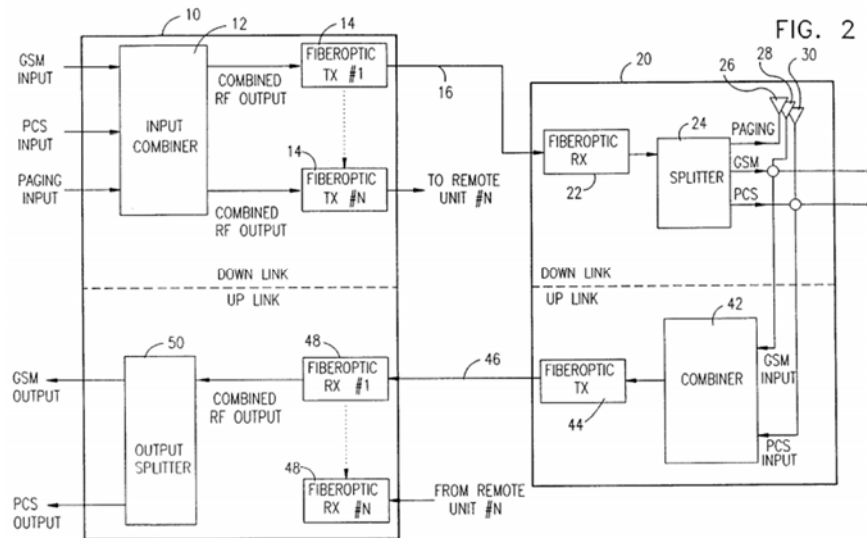 FIG. 2
10
12
14
GSM
INPUT
PCS
INPUT
PAGING
INPUT
INPUT
COMBINER
COMBINED
RF OUTPUT
FIBEROPTIC
TX #1
16
14
FIBEROPTIC
TX #N
COMBINED
RF OUTPUT
TO REMOTE
UNIT #N
DOWN LINK
UP LINK
20
26
28
30
FIBEROPTIC
RX
22
24
SPLITTER
PAGING
GSM
PCS
DOWN LINK
UP LINK
42
COMBINER
GSM
INPUT
PCS
INPUT
FIBEROPTIC
TX
44
46
48
FIBEROPTIC
RX #1
COMBINED
RF OUTPUT
50
OUTPUT
SPLITTER
GSM
OUTPUT
PCS
OUTPUT
48
FIBEROPTIC
RX #N
FROM REMOTE
UNIT #N